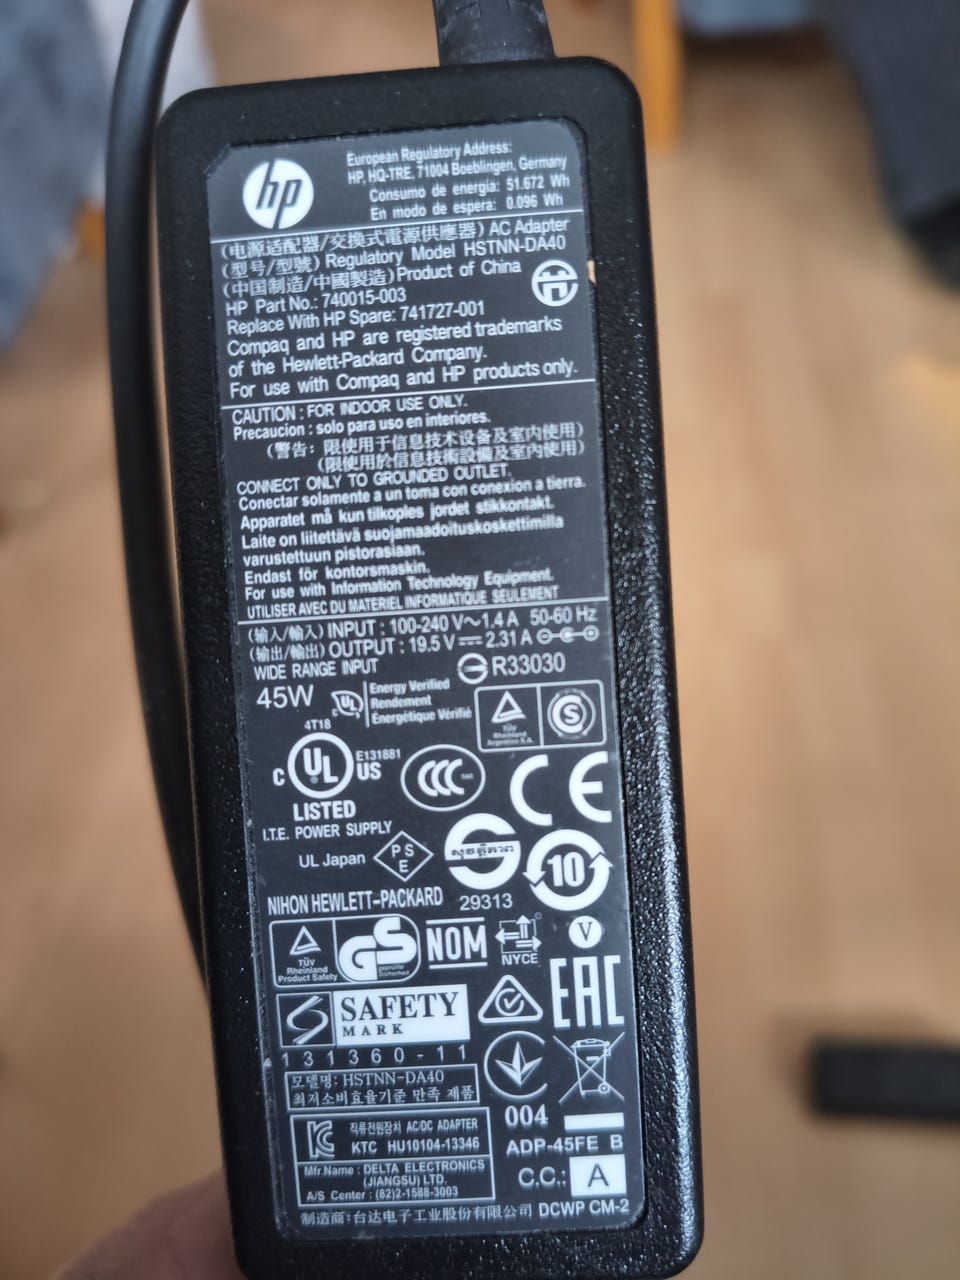 hp
European Regulatory Address:
HP, HQ-TRE, 71004 Boeblingen, Germany
Consumo de energia: 51.672 Wh
En modo de espera: 0.096 Wh
(电源适配器/交換式電源供應器) AC Adapter
(型号/型號) Regulatory Model HSTNN-DA40
(中国制造/中國製造) Product of China
HP Part No.: 740015-003
Replace With HP Spare: 741727-001
Compaq and HP are registered trademarks
of the Hewlett-Packard Company.
For use with Compaq and HP products only.
CAUTION : FOR INDOOR USE ONLY.
Precaucion : solo para uso en interiores.
(警告: 限使用于信息技术设备及室内使用)
(限使用於信息技術設備及室內使用)
CONNECT ONLY TO GROUNDED OUTLET.
Conectar solamente a un toma con conexion a tierra.
Apparatet må kun tilkoples jordet stikkontakt.
Laite on liitettävä suojamaadoituskoskettimilla
varustettuun pistorasiaan.
Endast för kontorsmaskin.
For use with Information Technology Equipment.
UTILISER AVEC DU MATERIEL INFORMATIQUE SEULEMENT
(输入/輸入) INPUT : 100-240 V～1.4 A 50-60 Hz
(输出/輸出) OUTPUT : 19.5 V⎓ 2.31 A
WIDE RANGE INPUT
R33030
45W
UL
Energy Verified
Rendement
Énergétique Vérifié
TÜV
Rheinland
Argentina S.A.
S
4T18
C UL US
E131881
LISTED
I.T.E. POWER SUPPLY
CCC
S&E
CE
UL Japan
PS
E
10
NIHON HEWLETT-PACKARD
29313
TÜV
Rheinland
Product Safety
GS
geprüfte
Sicherheit
NOM
NYCE
V
SAFETY
MARK
131360-11
EAC
모델명: HSTNN-DA40
최저소비효율기준 만족 제품
004
직류전원장치 AC/DC ADAPTER
KTC HU10104-13346
ADP-45FE B
Mfr.Name : DELTA ELECTRONICS
(JIANGSU) LTD.
A/S Center : (82)2-1588-3003
C.C.: A
制造商:台达电子工业股份有限公司 DCWP CM-2